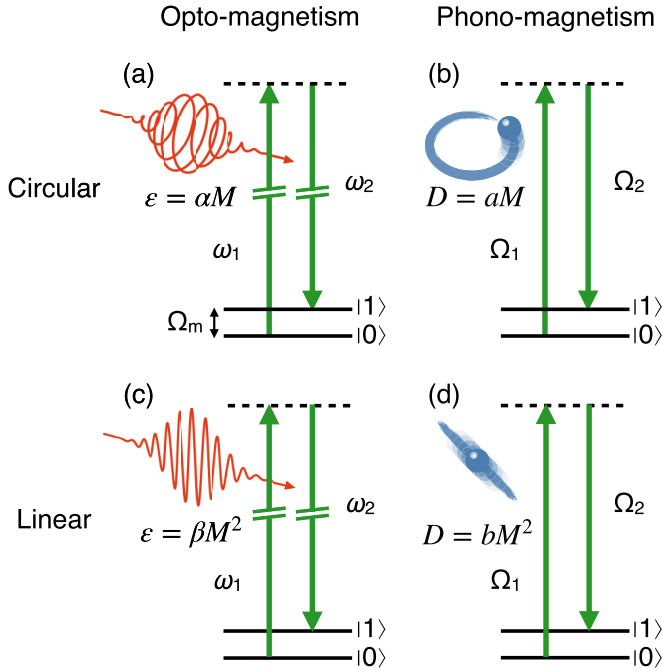 Opto-magnetism
Phono-magnetism
Circular
(a)
ε = αM
ω₁
ω₂
Ωₘ
|1⟩
|0⟩
(b)
D = aM
Ω₁
Ω₂
|1⟩
|0⟩
Linear
(c)
ε = βM²
ω₁
ω₂
|1⟩
|0⟩
(d)
D = bM²
Ω₁
Ω₂
|1⟩
|0⟩